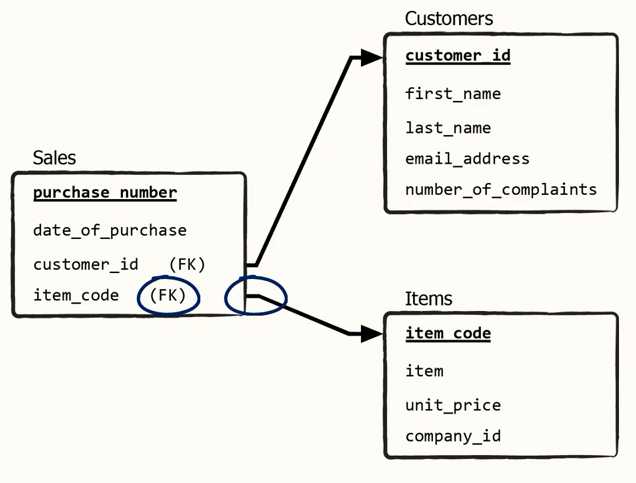 Customers
customer_id
first_name
last_name
email_address
number_of_complaints
Sales
purchase_number
date_of_purchase
customer_id (FK)
item_code (FK)
Items
item_code
item
unit_price
company_id